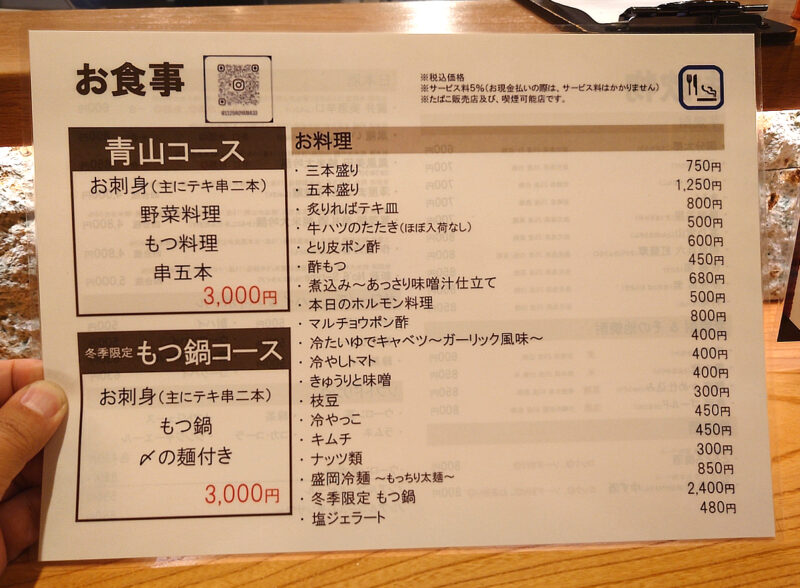 お食事
※税込価格
※サービス料5%(お現金払いの際は、サービス料はかかりません)
※たばこ販売店及び、喫煙可能店です。
青山コース
お刺身(主にテキ串二本)
野菜料理
もつ料理
串五本
3,000円
冬季限定 もつ鍋コース
お刺身(主にテキ串二本)
もつ鍋
〆の麺付き
3,000円
お料理
・三本盛り 750円
・五本盛り 1,250円
・炙りればテキ皿 800円
・牛ハツのたたき(ほぼ入荷なし) 500円
・とり皮ポン酢 600円
・酢もつ 450円
・煮込み～あっさり味噌汁仕立て 680円
・本日のホルモン料理 500円
・マルチョウポン酢 800円
・冷たいゆでキャベツ～ガーリック風味～ 400円
・冷やしトマト 400円
・きゅうりと味噌 400円
・枝豆 300円
・冷やっこ 450円
・キムチ 450円
・ナッツ類 300円
・盛岡冷麺 ～もっちり太麺～ 850円
・冬季限定 もつ鍋 2,400円
・塩ジェラート 480円